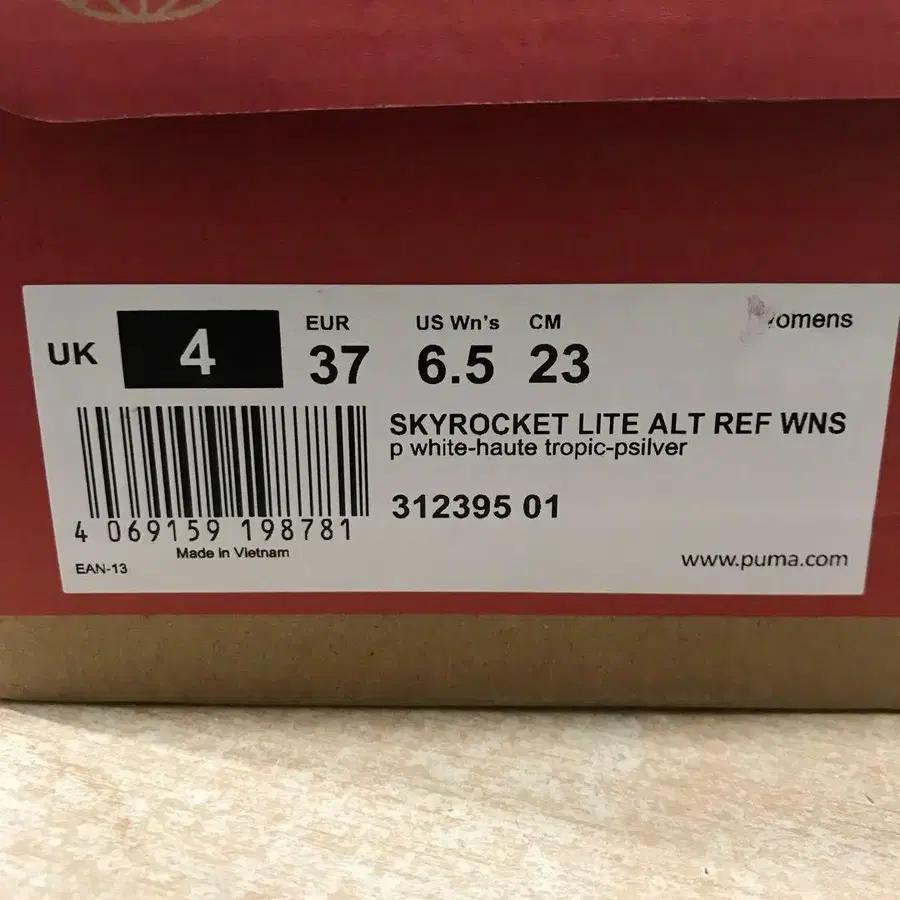 UK 4
EUR 37
US Wn's 6.5
CM 23
omens
SKYROCKET LITE ALT REF WNS
p white-haute tropic-psilver
312395 01
4 069159 198781
Made in Vietnam
EAN-13
www.puma.com